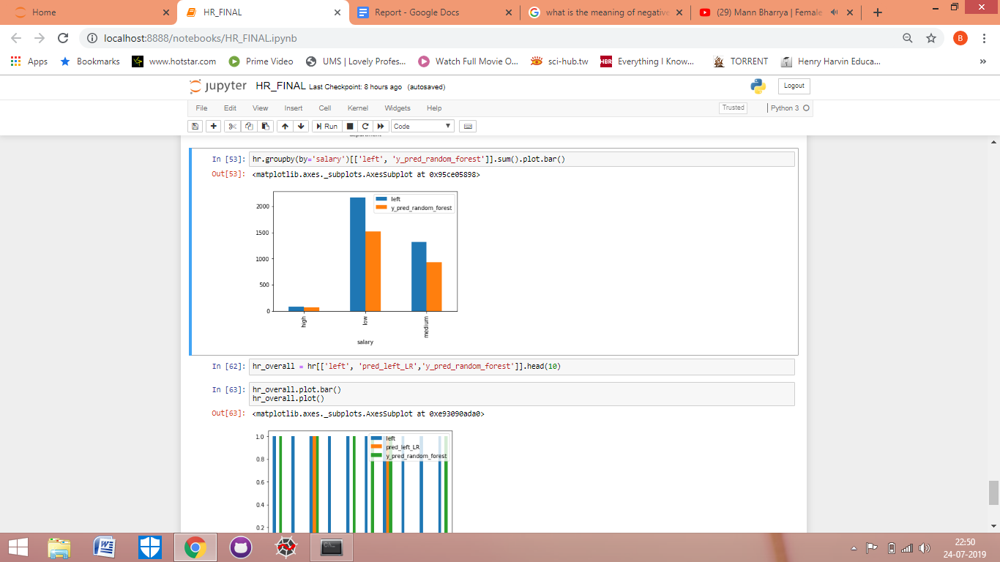 Home
HR_FINAL
Report - Google Docs
what is the meaning of negative
(29) Mann Bharrya | Female
localhost:8888/notebooks/HR_FINAL.ipynb
B
Apps
Bookmarks
www.hotstar.com
Prime Video
UMS | Lovely Profes...
Watch Full Movie O...
sci-hub.tw
HBR
Everything I Know...
TORRENT
Henry Harvin Educa...
»
jupyter HR_FINAL Last Checkpoint: 8 hours ago (autosaved)
Logout
File Edit View Insert Cell Kernel Widgets Help
Trusted
Python 3
Run
Code
In [53]: hr.groupby(by='salary')[['left', 'y_pred_random_forest']].sum().plot.bar()
Out[53]: <matplotlib.axes._subplots.AxesSubplot at 0x95ce05898>
left
y_pred_random_forest
2000
1500
1000
500
0
high
low
medium
salary
In [62]: hr_overall = hr[['left', 'pred_left_LR','y_pred_random_forest']].head(10)
In [63]: hr_overall.plot.bar()
hr_overall.plot()
Out[63]: <matplotlib.axes._subplots.AxesSubplot at 0xe93090ada0>
left
pred_left_LR
y_pred_random_forest
1.0
0.8
0.6
0.4
0.2
22:50
24-07-2019